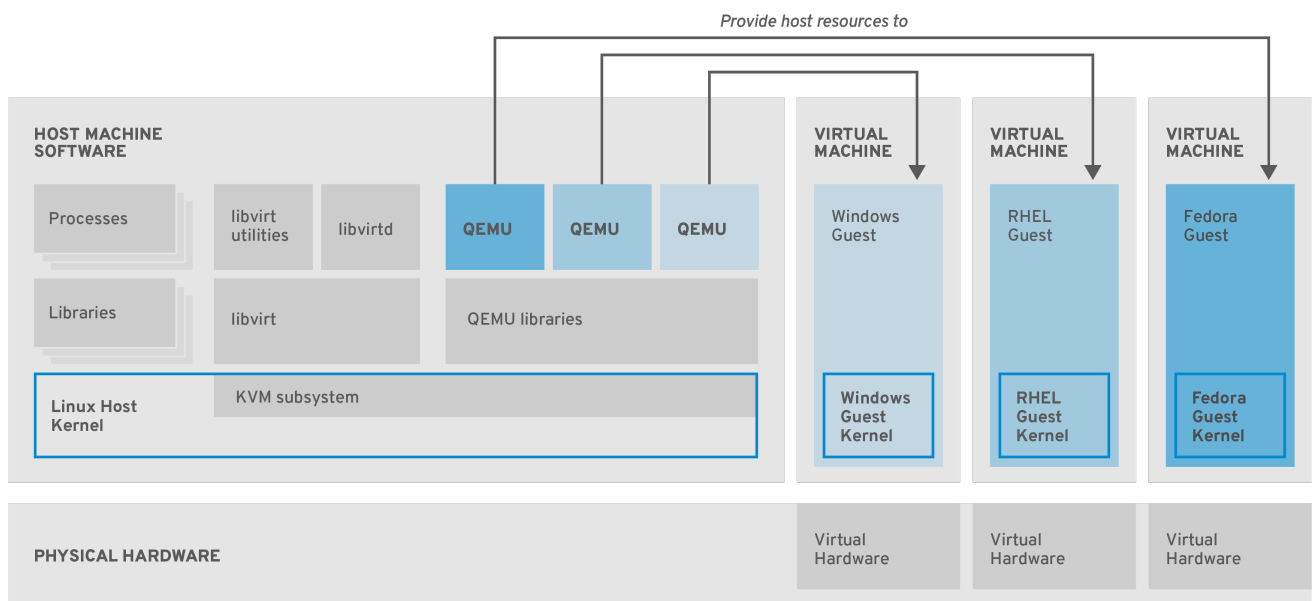 Provide host resources to
HOST MACHINE
SOFTWARE
Processes
libvirt
utilities
libvirtd
QEMU
QEMU
QEMU
Libraries
libvirt
QEMU libraries
KVM subsystem
Linux Host
Kernel
VIRTUAL
MACHINE
Windows
Guest
Windows
Guest
Kernel
VIRTUAL
MACHINE
RHEL
Guest
RHEL
Guest
Kernel
VIRTUAL
MACHINE
Fedora
Guest
Fedora
Guest
Kernel
PHYSICAL HARDWARE
Virtual
Hardware
Virtual
Hardware
Virtual
Hardware